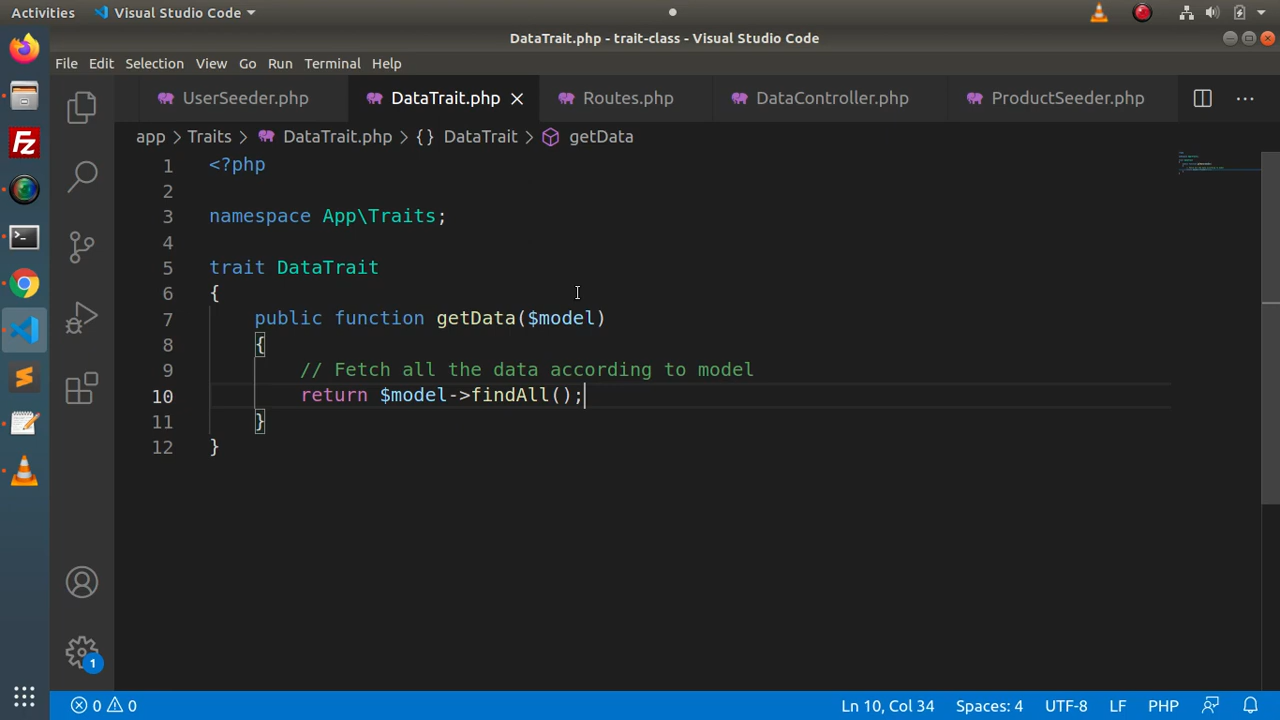 Activities Visual Studio Code
DataTrait.php - trait-class - Visual Studio Code
File Edit Selection View Go Run Terminal Help
UserSeeder.php DataTrait.php Routes.php DataController.php ProductSeeder.php
app > Traits > DataTrait.php > {} DataTrait > getData
1 <?php
2
3 namespace App\Traits;
4
5 trait DataTrait
6 {
7 public function getData($model)
8 {
9 // Fetch all the data according to model
10 return $model->findAll();
11 }
12 }
Fz
>_
1
0 0 Ln 10, Col 34 Spaces: 4 UTF-8 LF PHP